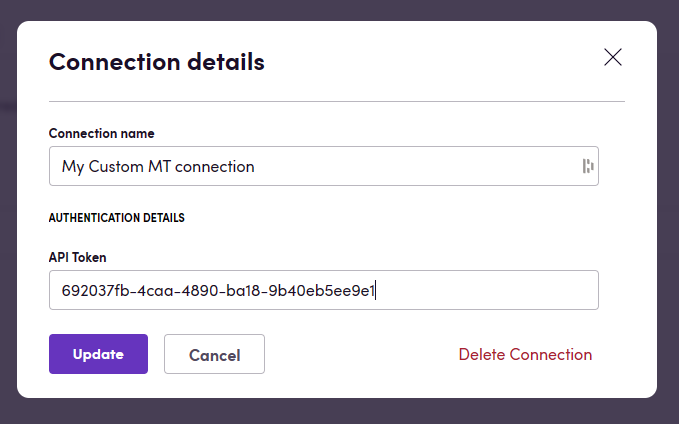 Connection details
Connection name
My Custom MT connection
AUTHENTICATION DETAILS
API Token
692037fb-4caa-4890-ba18-9b40eb5ee9e1
Update
Cancel
Delete Connection